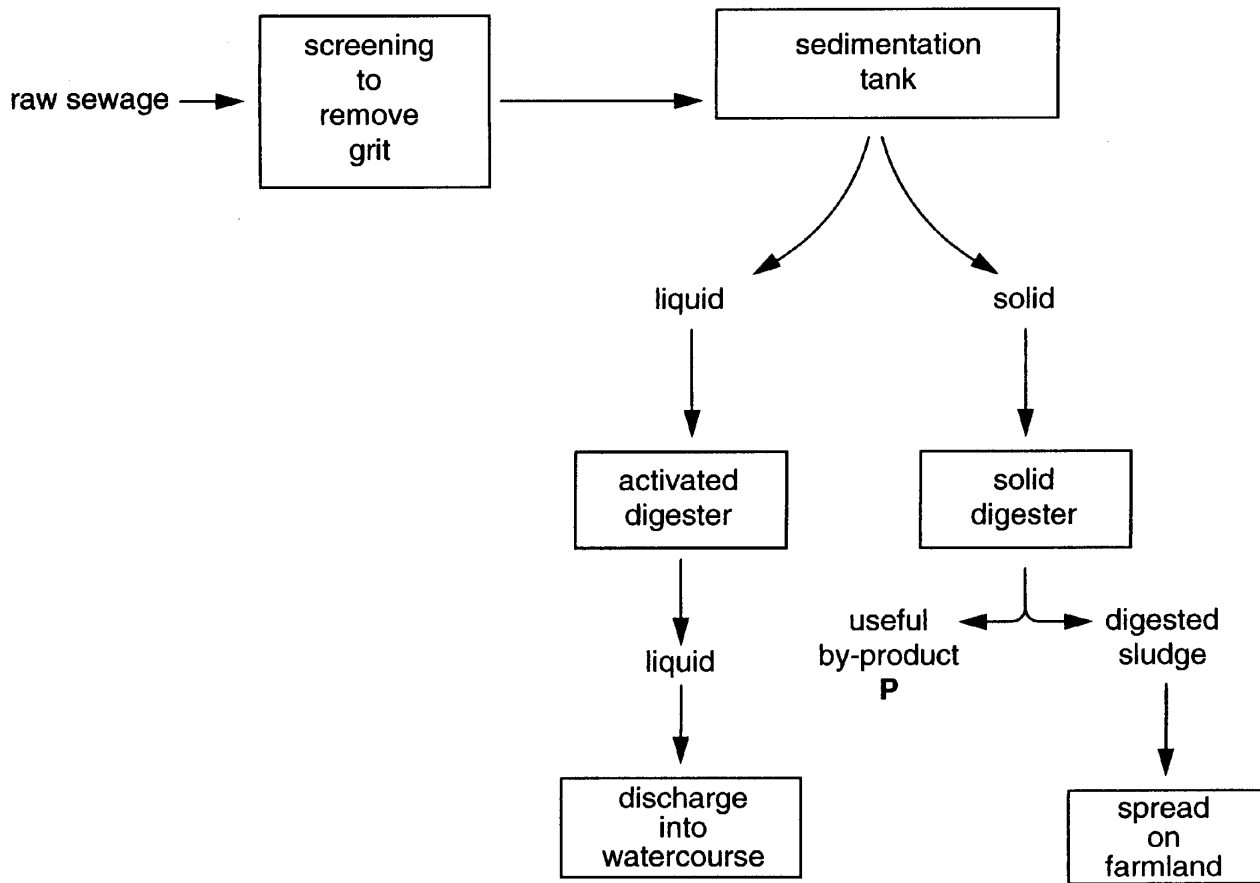 raw sewage
screening
to
remove
grit
sedimentation
tank
liquid
solid
activated
digester
solid
digester
liquid
useful
by-product
P
digested
sludge
discharge
into
watercourse
spread
on
farmland